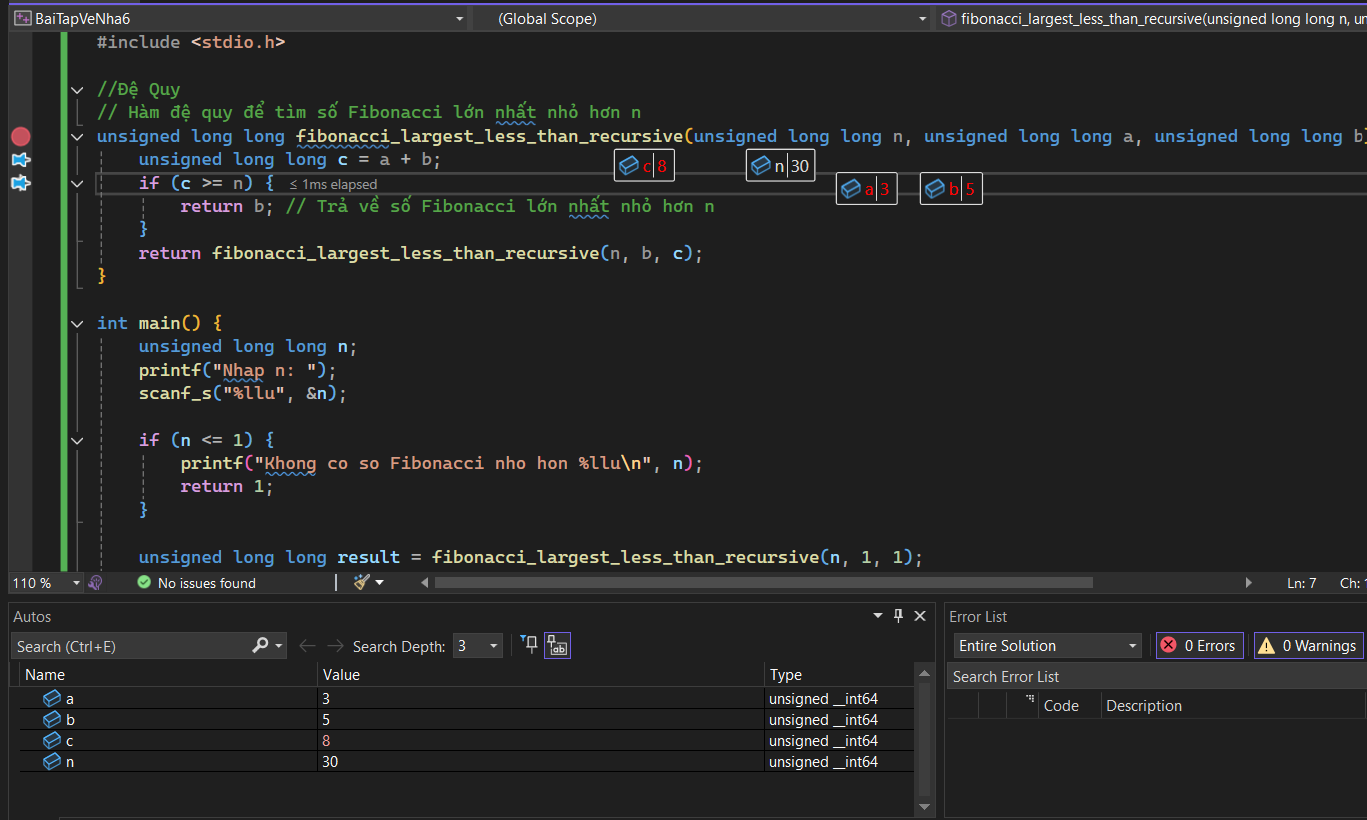 BaiTapVeNha6
(Global Scope)
fibonacci_largest_less_than_recursive(unsigned long long n, un
#include <stdio.h>
//Đệ Quy
// Hàm đệ quy để tìm số Fibonacci lớn nhất nhỏ hơn n
unsigned long long fibonacci_largest_less_than_recursive(unsigned long long n, unsigned long long a, unsigned long long b)
unsigned long long c = a + b;
c 8
n 30
if (c >= n) { ≤ 1ms elapsed
a 3
b 5
return b; // Trả về số Fibonacci lớn nhất nhỏ hơn n
}
return fibonacci_largest_less_than_recursive(n, b, c);
}
int main() {
unsigned long long n;
printf("Nhap n: ");
scanf_s("%llu", &n);
if (n <= 1) {
printf("Khong co so Fibonacci nho hon %llu\n", n);
return 1;
}
unsigned long long result = fibonacci_largest_less_than_recursive(n, 1, 1);
110 %
No issues found
Ln: 7
Ch: 1
Autos
Search (Ctrl+E)
Search Depth: 3
Name Value Type
a 3 unsigned __int64
b 5 unsigned __int64
c 8 unsigned __int64
n 30 unsigned __int64
Error List
Entire Solution
0 Errors
0 Warnings
Search Error List
Code
Description